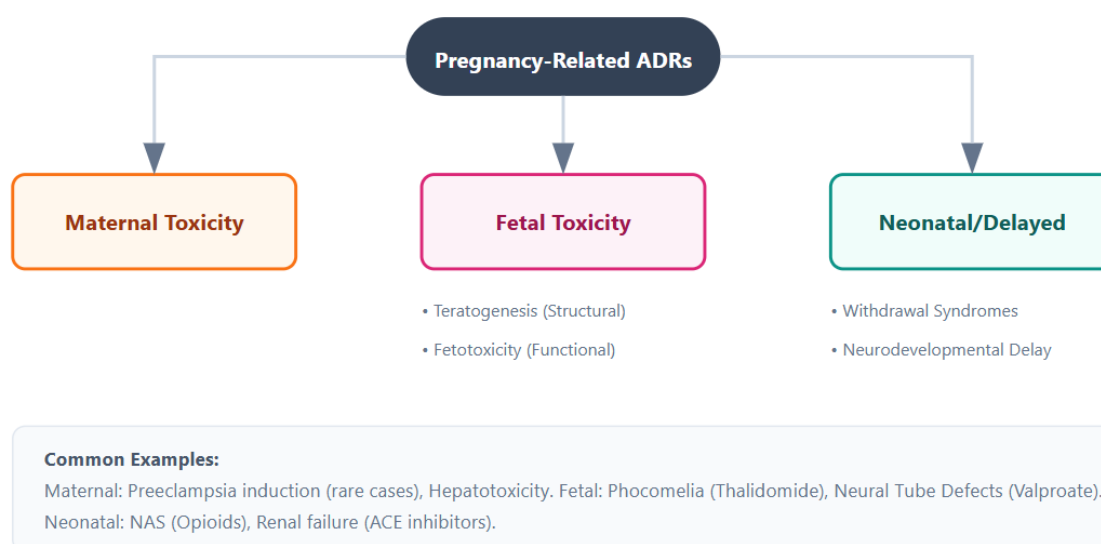 Pregnancy-Related ADRs
Maternal Toxicity
Fetal Toxicity
Neonatal/Delayed
• Teratogenesis (Structural)
• Withdrawal Syndromes
• Fetotoxicity (Functional)
• Neurodevelopmental Delay
Common Examples:
Maternal: Preeclampsia induction (rare cases), Hepatotoxicity. Fetal: Phocomelia (Thalidomide), Neural Tube Defects (Valproate).
Neonatal: NAS (Opioids), Renal failure (ACE inhibitors).